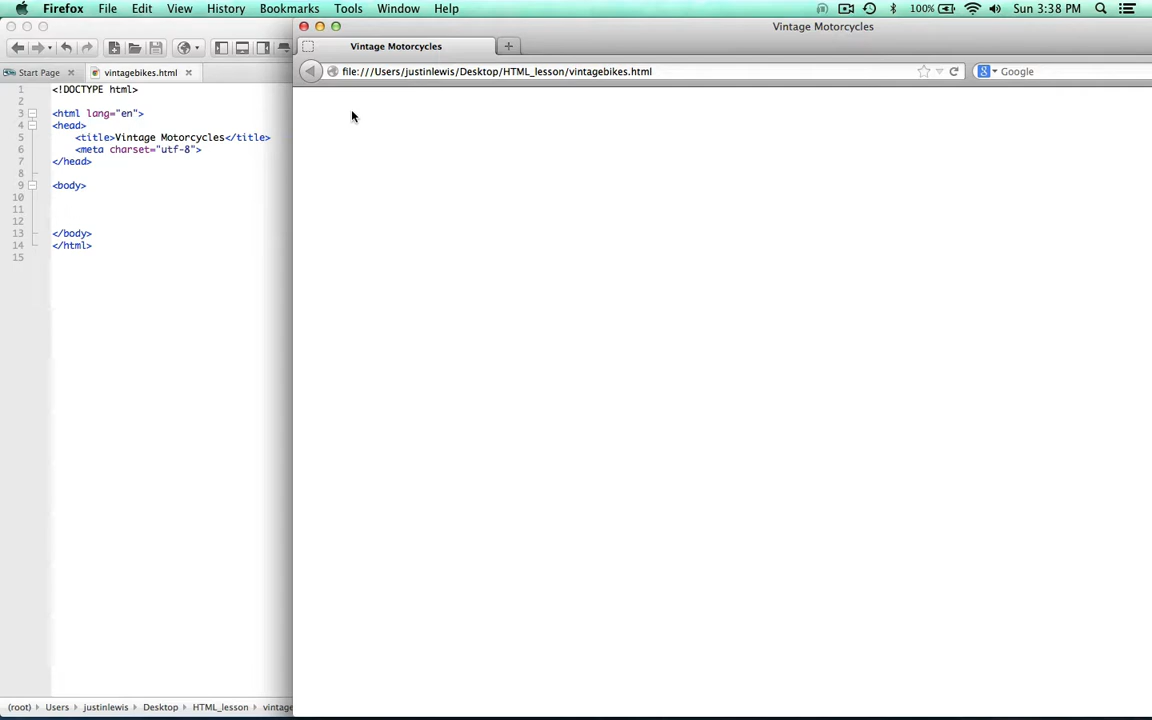 Firefox File Edit View History Bookmarks Tools Window Help 100% Sun 3:38 PM
Vintage Motorcycles
Vintage Motorcycles
Start Page vintagebikes.html
file:///Users/justinlewis/Desktop/HTML_lesson/vintagebikes.html Google
1 <!DOCTYPE html>
2
3 <html lang="en">
4 <head>
5 <title>Vintage Motorcycles</title>
6 <meta charset="utf-8">
7 </head>
8
9 <body>
10
11
12
13 </body>
14 </html>
15
(root) Users justinlewis Desktop HTML_lesson vintage